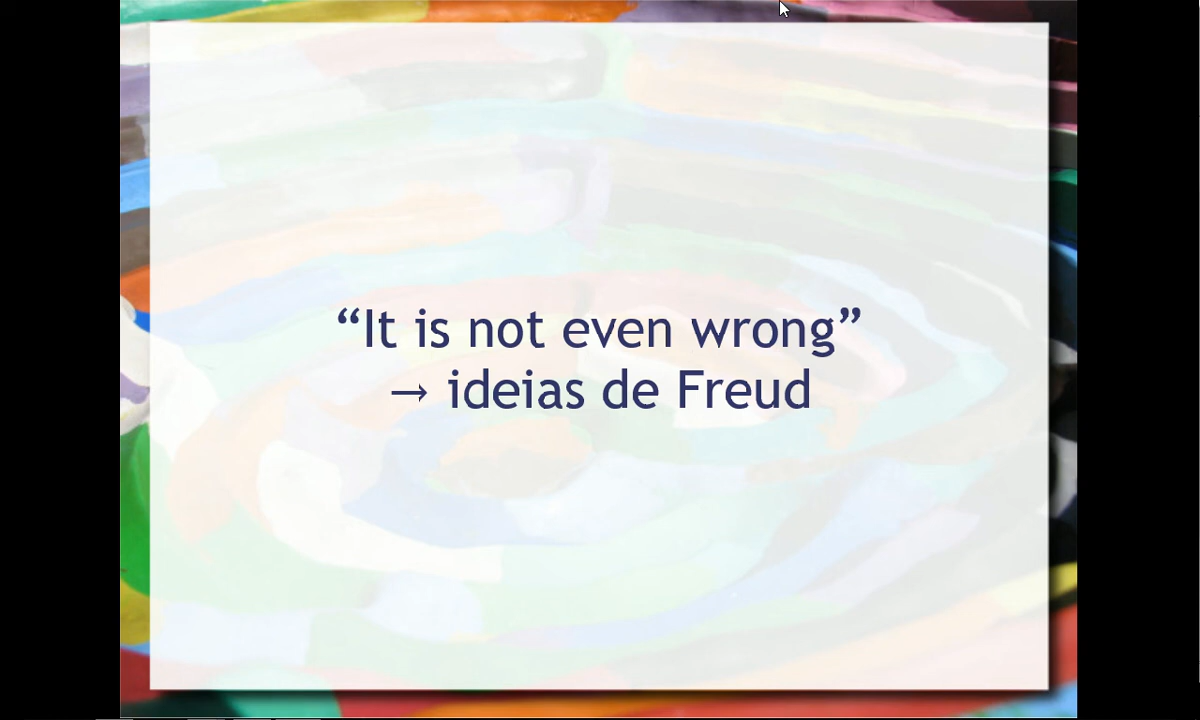 “It is not even wrong”
→ ideias de Freud